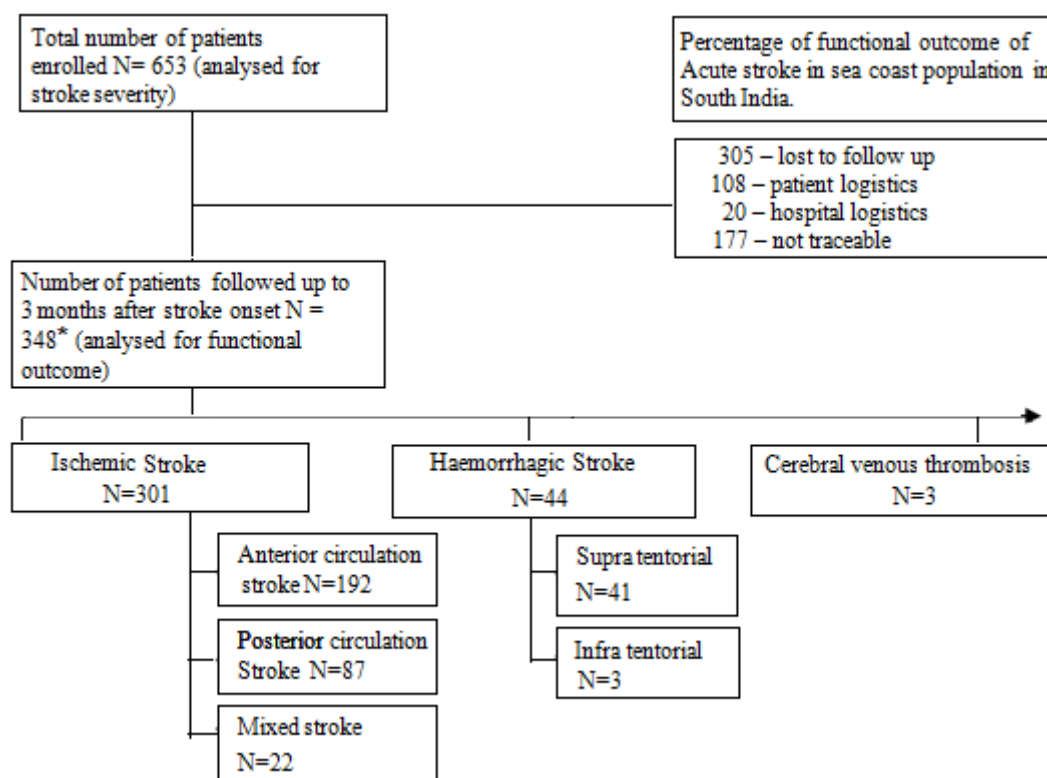 Total number of patients
enrolled N= 653 (analysed for
stroke severity)
Percentage of functional outcome of
Acute stroke in sea coast population in
South India.
305 – lost to follow up
108 – patient logistics
20 – hospital logistics
177 – not traceable
Number of patients followed up to
3 months after stroke onset N =
348* (analysed for functional
outcome)
Ischemic Stroke
N=301
Haemorrhagic Stroke
N=44
Cerebral venous thrombosis
N=3
Anterior circulation
stroke N=192
Posterior circulation
Stroke N=87
Mixed stroke
N=22
Supra tentorial
N=41
Infra tentorial
N=3